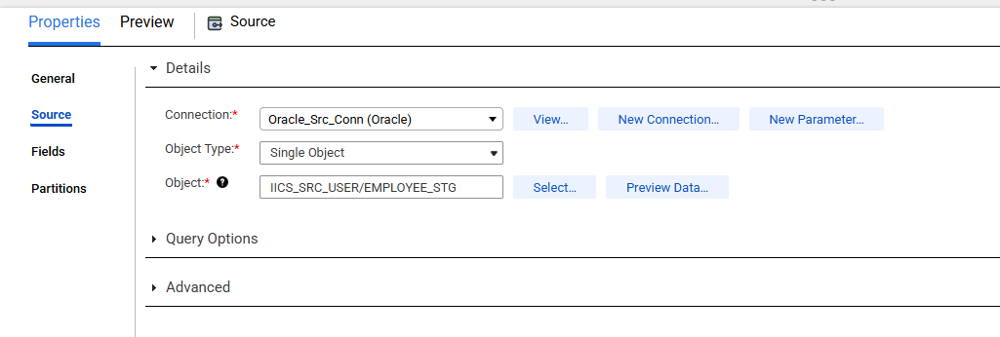 Properties Preview Source
General
Source
Fields
Partitions
Details
Connection:* Oracle_Src_Conn (Oracle) View... New Connection... New Parameter...
Object Type:* Single Object
Object:* ? IICS_SRC_USER/EMPLOYEE_STG Select... Preview Data...
Query Options
Advanced